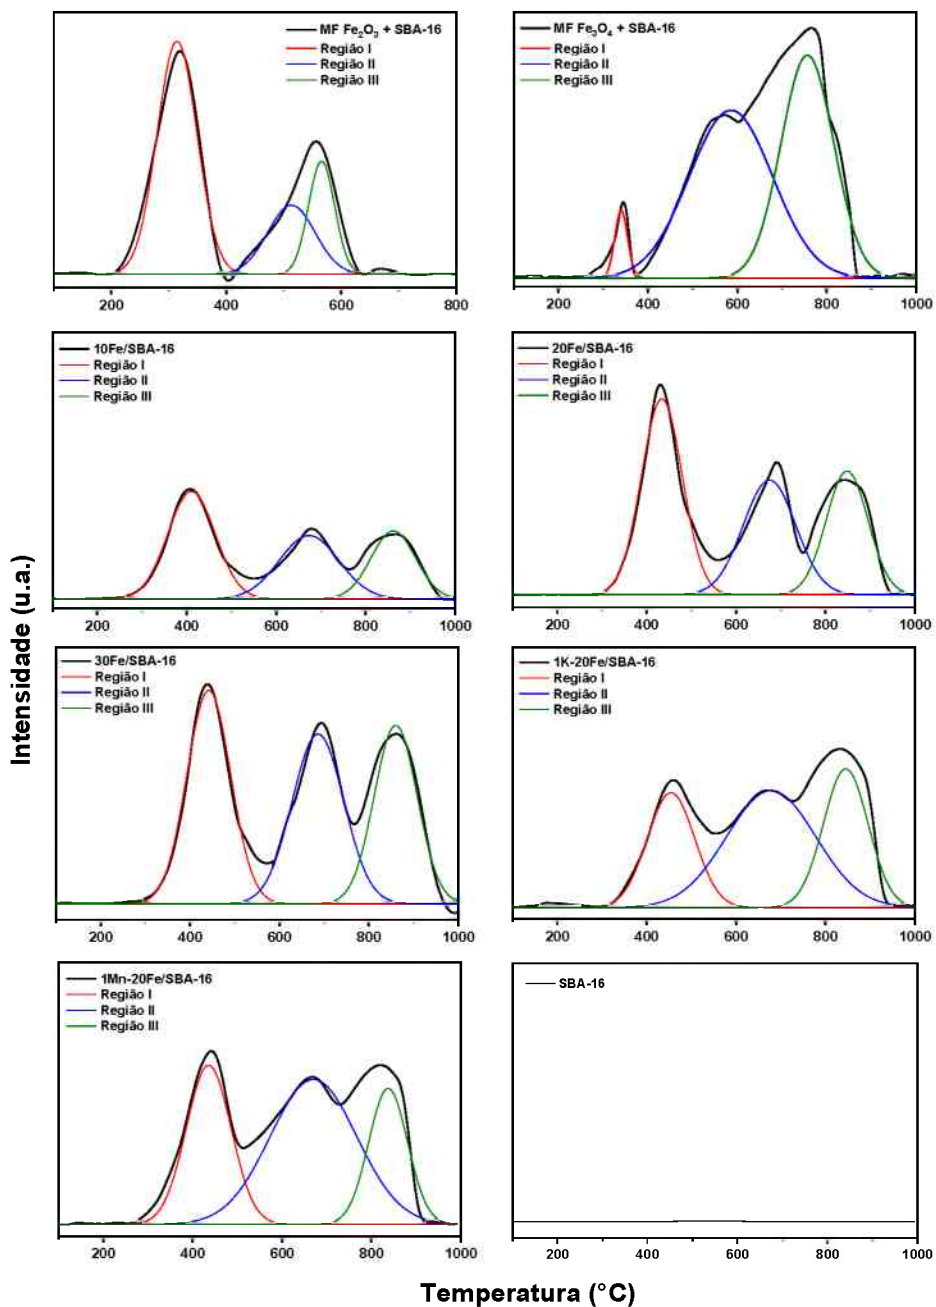 MF Fe₂O₃ + SBA-16
Região I
Região II
Região III
200 400 600 800
MF Fe₃O₄ + SBA-16
Região I
Região II
Região III
200 400 600 800 1000
10Fe/SBA-16
Região I
Região II
Região III
200 400 600 800 1000
20Fe/SBA-16
Região I
Região II
Região III
200 400 600 800 1000
Intensidade (u.a.)
30Fe/SBA-16
Região I
Região II
Região III
200 400 600 800 1000
1K-20Fe/SBA-16
Região I
Região II
Região III
200 400 600 800 1000
1Mn-20Fe/SBA-16
Região I
Região II
Região III
200 400 600 800 1000
SBA-16
200 400 600 800 1000
Temperatura (°C)